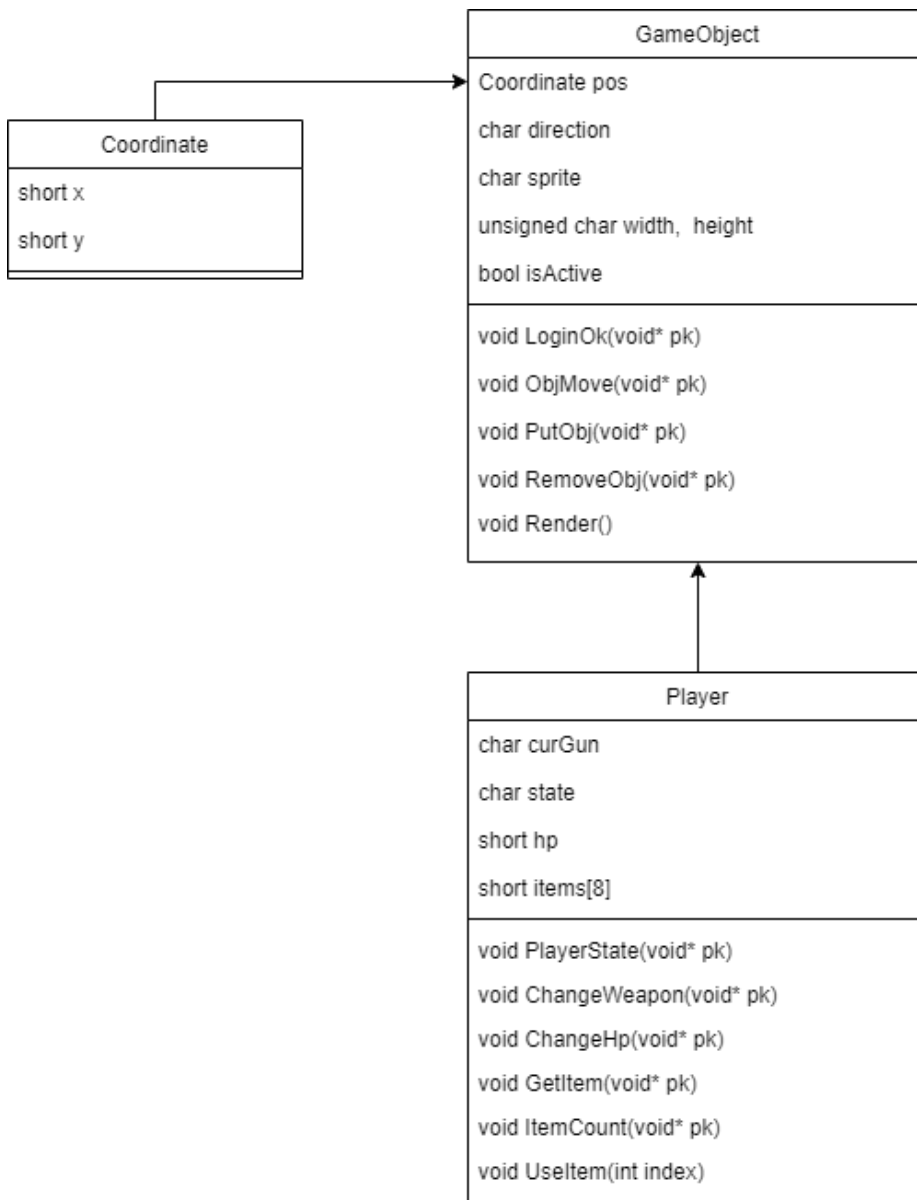 GameObject
Coordinate pos
char direction
char sprite
unsigned char width, height
bool isActive
void LoginOk(void* pk)
void ObjMove(void* pk)
void PutObj(void* pk)
void RemoveObj(void* pk)
void Render()
Coordinate
short x
short y
Player
char curGun
char state
short hp
short items[8]
void PlayerState(void* pk)
void ChangeWeapon(void* pk)
void ChangeHp(void* pk)
void GetItem(void* pk)
void ItemCount(void* pk)
void UseItem(int index)